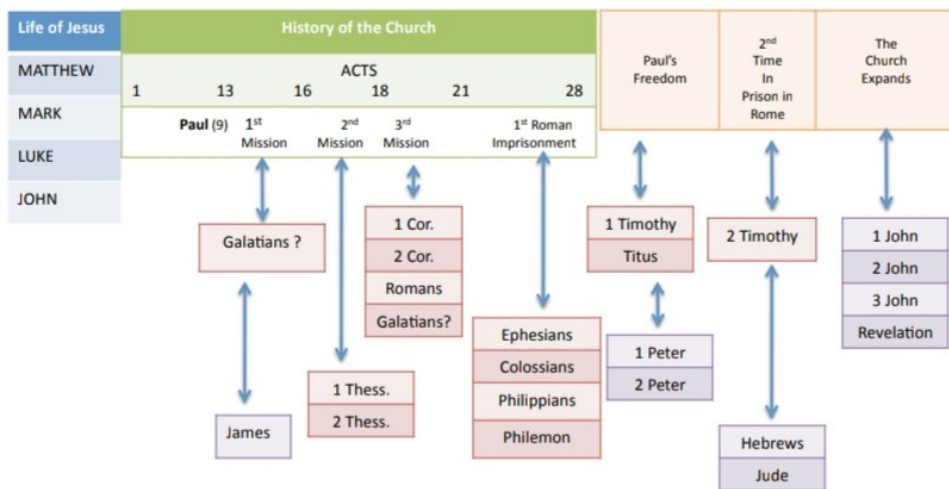 Life of Jesus
MATTHEW
MARK
LUKE
JOHN
History of the Church
ACTS
1 13 16 18 21 28
Paul (9)
1st
Mission
2nd
Mission
3rd
Mission
1st Roman
Imprisonment
Paul's
Freedom
2nd
Time
In
Prison in
Rome
The
Church
Expands
Galatians ?
James
1 Thess.
2 Thess.
1 Cor.
2 Cor.
Romans
Galatians?
Ephesians
Colossians
Philippians
Philemon
1 Timothy
Titus
1 Peter
2 Peter
2 Timothy
Hebrews
Jude
1 John
2 John
3 John
Revelation